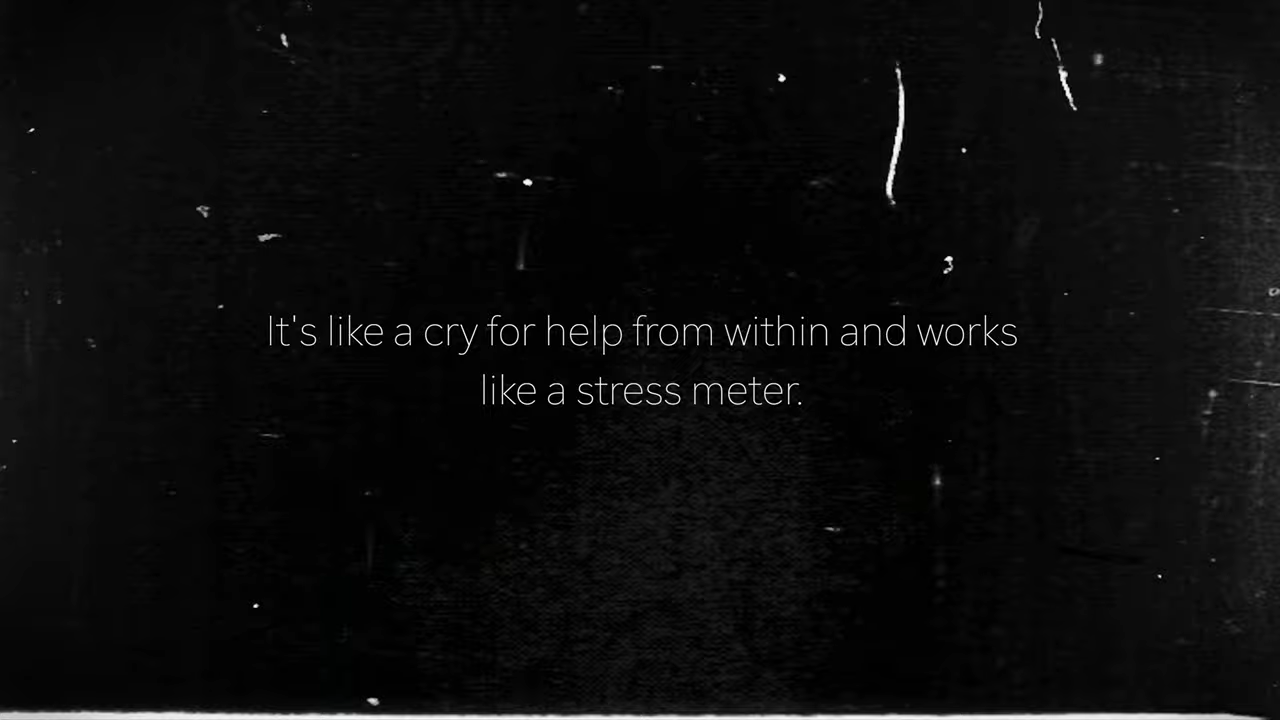 It's like a cry for help from within and works
like a stress meter.